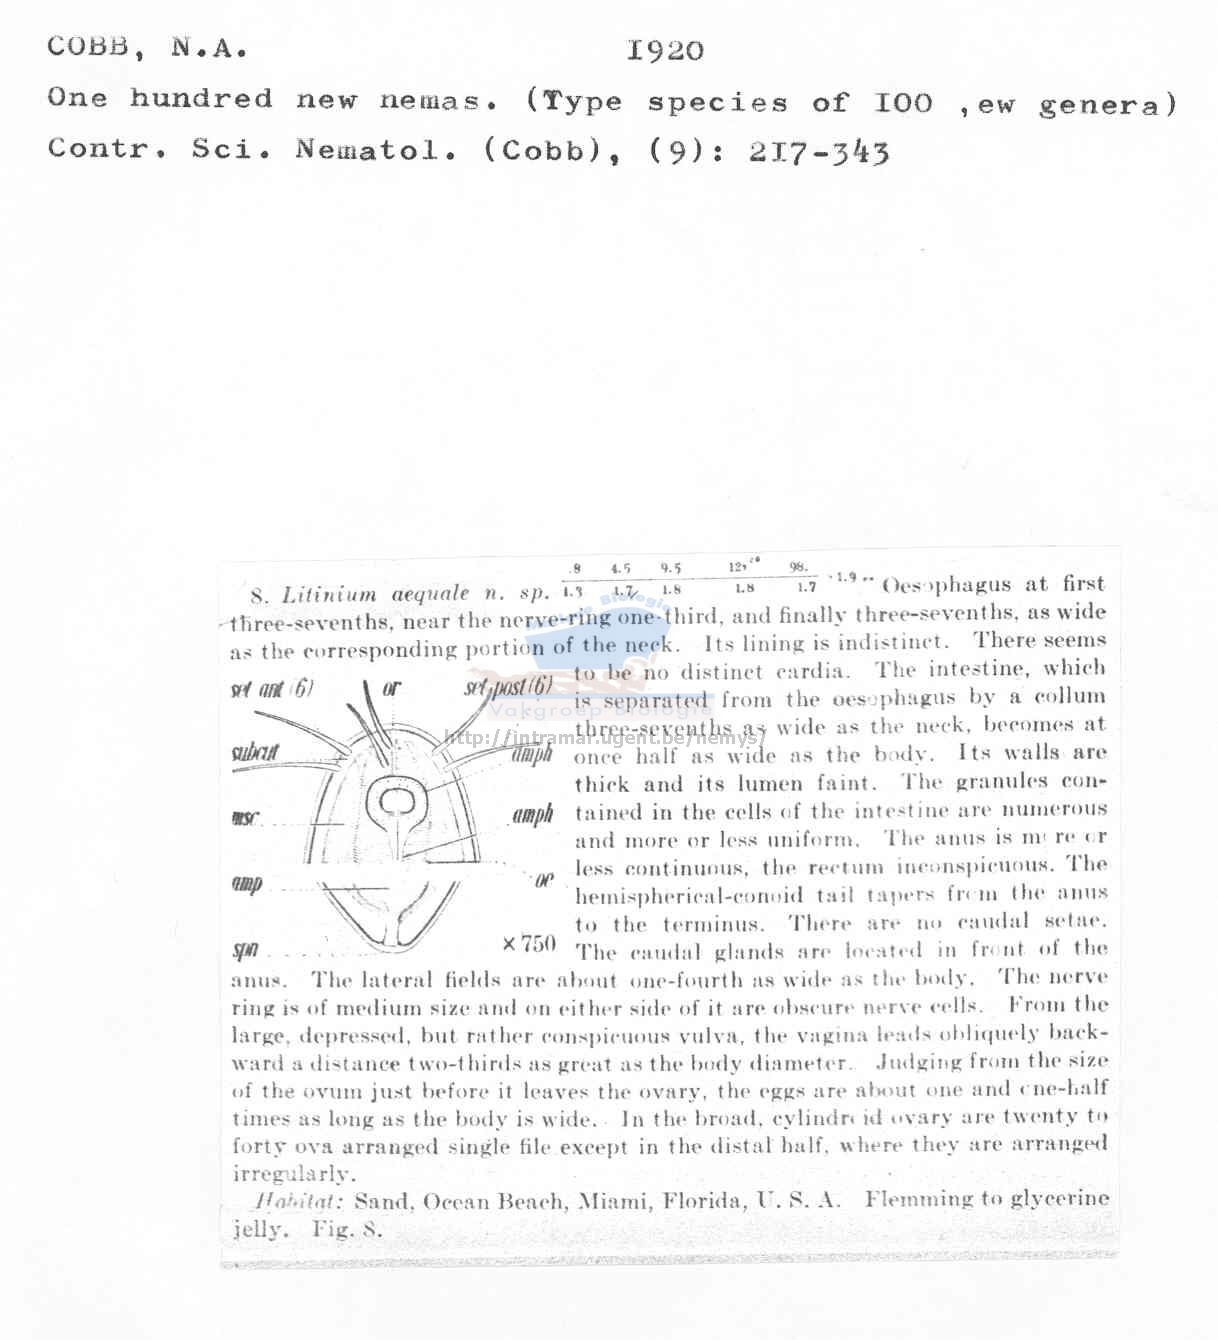 COBB, N.A. I920
One hundred new nemas. (Type species of IOO ,ew genera)
Contr. Sci. Nematol. (Cobb), (9): 2I7-343
.8 4.5 9.5 98.
8. Litinium aequale n. sp. 1.3 1.7 1.8 1.8 1.7 1.9 Oesophagus at first
three-sevenths, near the nerve-ring one-third, and finally three-sevenths, as wide
as the corresponding portion of the neck. Its lining is indistinct. There seems
to be no distinct cardia. The intestine, which
set ant (6) or set post (6)
is separated from the oesophagus by a collum
Vakgroep Biologie
three-sevenths as wide as the neck, becomes at
http://intramar.ugent.be/nemys/
subcut amph
once half as wide as the body. Its walls are
thick and its lumen faint. The granules con-
msc amph
tained in the cells of the intestine are numerous
and more or less uniform. The anus is more or
less continuous, the rectum inconspicuous. The
amp oe
hemispherical-conoid tail tapers from the anus
to the terminus. There are no caudal setae.
spn × 750
The caudal glands are located in front of the
anus. The lateral fields are about one-fourth as wide as the body. The nerve
ring is of medium size and on either side of it are obscure nerve cells. From the
large, depressed, but rather conspicuous vulva, the vagina leads obliquely back-
ward a distance two-thirds as great as the body diameter. Judging from the size
of the ovum just before it leaves the ovary, the eggs are about one and one-half
times as long as the body is wide. In the broad, cylindroid ovary are twenty to
forty ova arranged single file except in the distal half, where they are arranged
irregularly.
Habitat: Sand, Ocean Beach, Miami, Florida, U. S. A. Flemming to glycerine
jelly. Fig. 8.